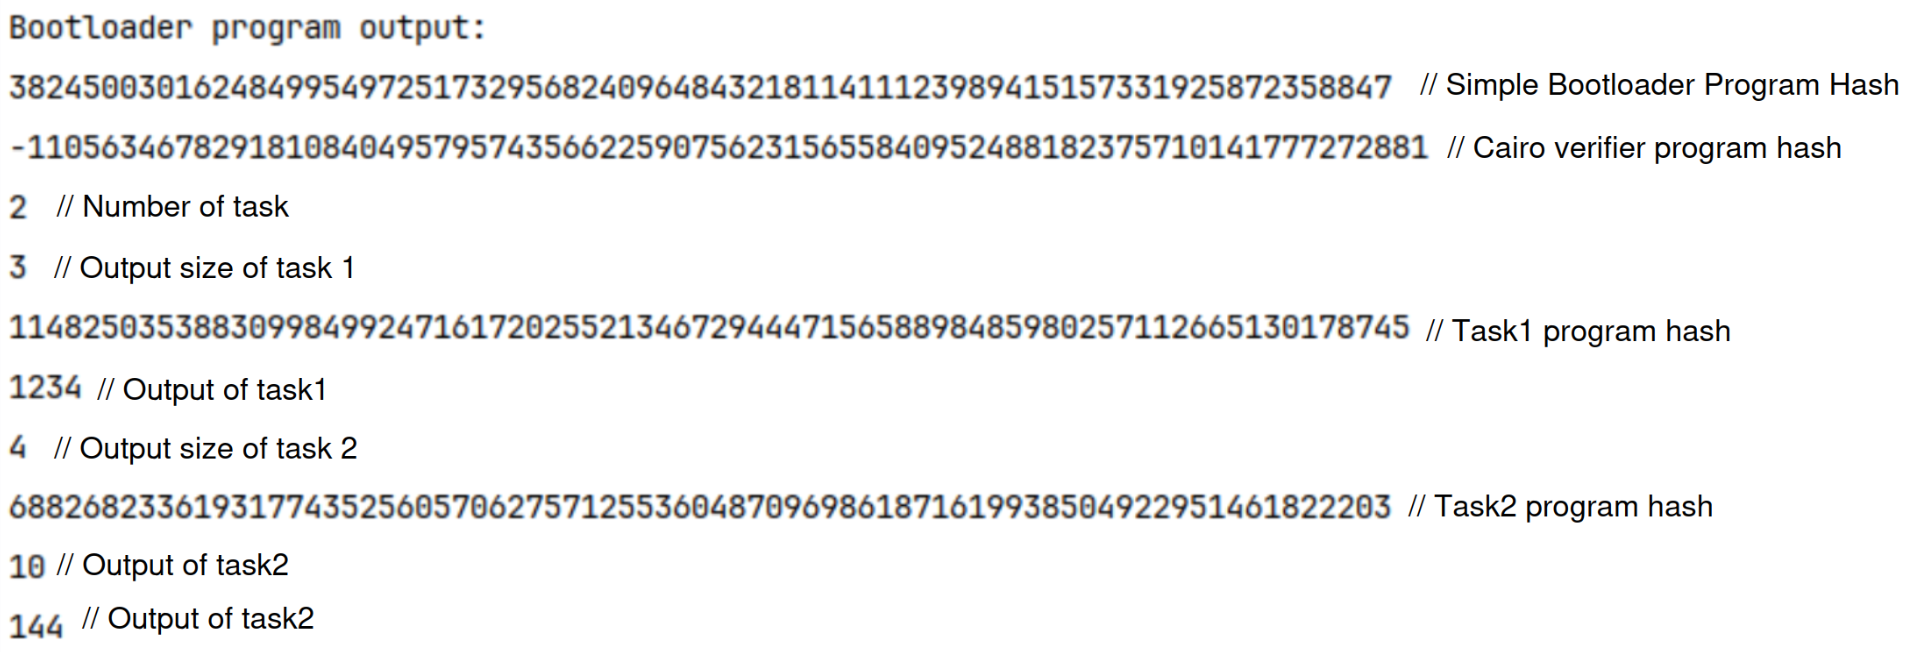 Bootloader program output:
382450030162484995497251732956824096484321811411123989415157331925872358847 // Simple Bootloader Program Hash
-110563467829181084049579574356622590756231565584095248818237571014177727​2881 // Cairo verifier program hash
2 // Number of task
3 // Output size of task 1
1148250353883099849924716172025521346729444715658898485980257112665130178745 // Task1 program hash
1234 // Output of task1
4 // Output size of task 2
688268233619317743525605706275712553604870969861871619938504922951461822203 // Task2 program hash
10 // Output of task2
144 // Output of task2